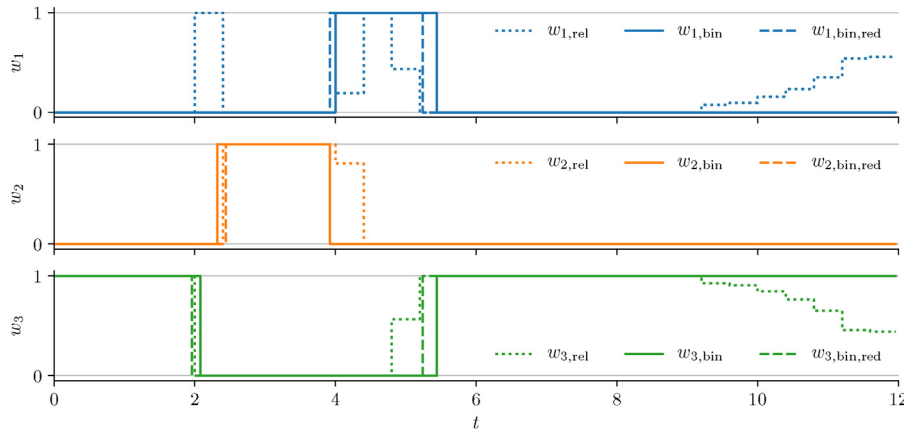 1
w₁,rel w₁,bin w₁,bin,red
w₁
0
1
w₂,rel w₂,bin w₂,bin,red
w₂
0
1
w₃
w₃,rel w₃,bin w₃,bin,red
0
0 2 4 6 8 10 12
t